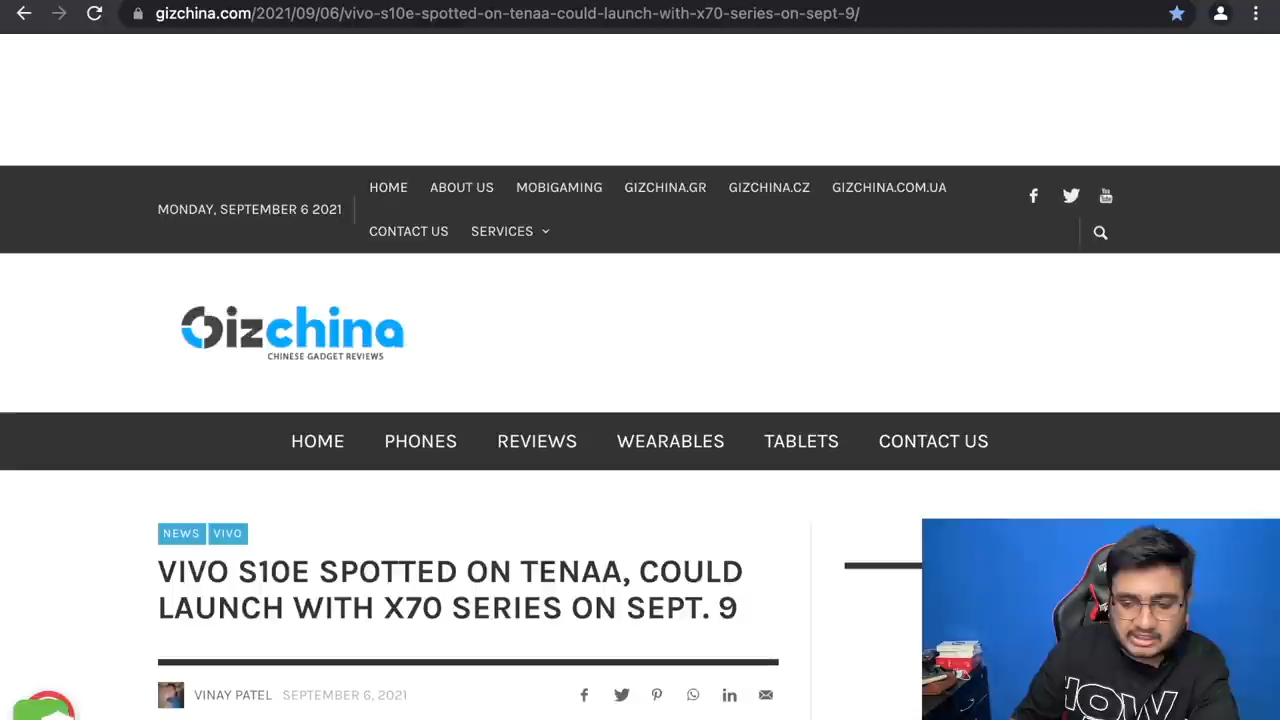 gizchina.com/2021/09/06/vivo-s10e-spotted-on-tenaa-could-launch-with-x70-series-on-sept-9/
HOME ABOUT US MOBIGAMING GIZCHINA.GR GIZCHINA.CZ GIZCHINA.COM.UA
MONDAY, SEPTEMBER 6 2021
CONTACT US SERVICES
You Tube
Gizchina
CHINESE GADGET REVIEWS
HOME PHONES REVIEWS WEARABLES TABLETS CONTACT US
NEWS VIVO
VIVO S10E SPOTTED ON TENAA, COULD
LAUNCH WITH X70 SERIES ON SEPT. 9
VINAY PATEL SEPTEMBER 6, 2021